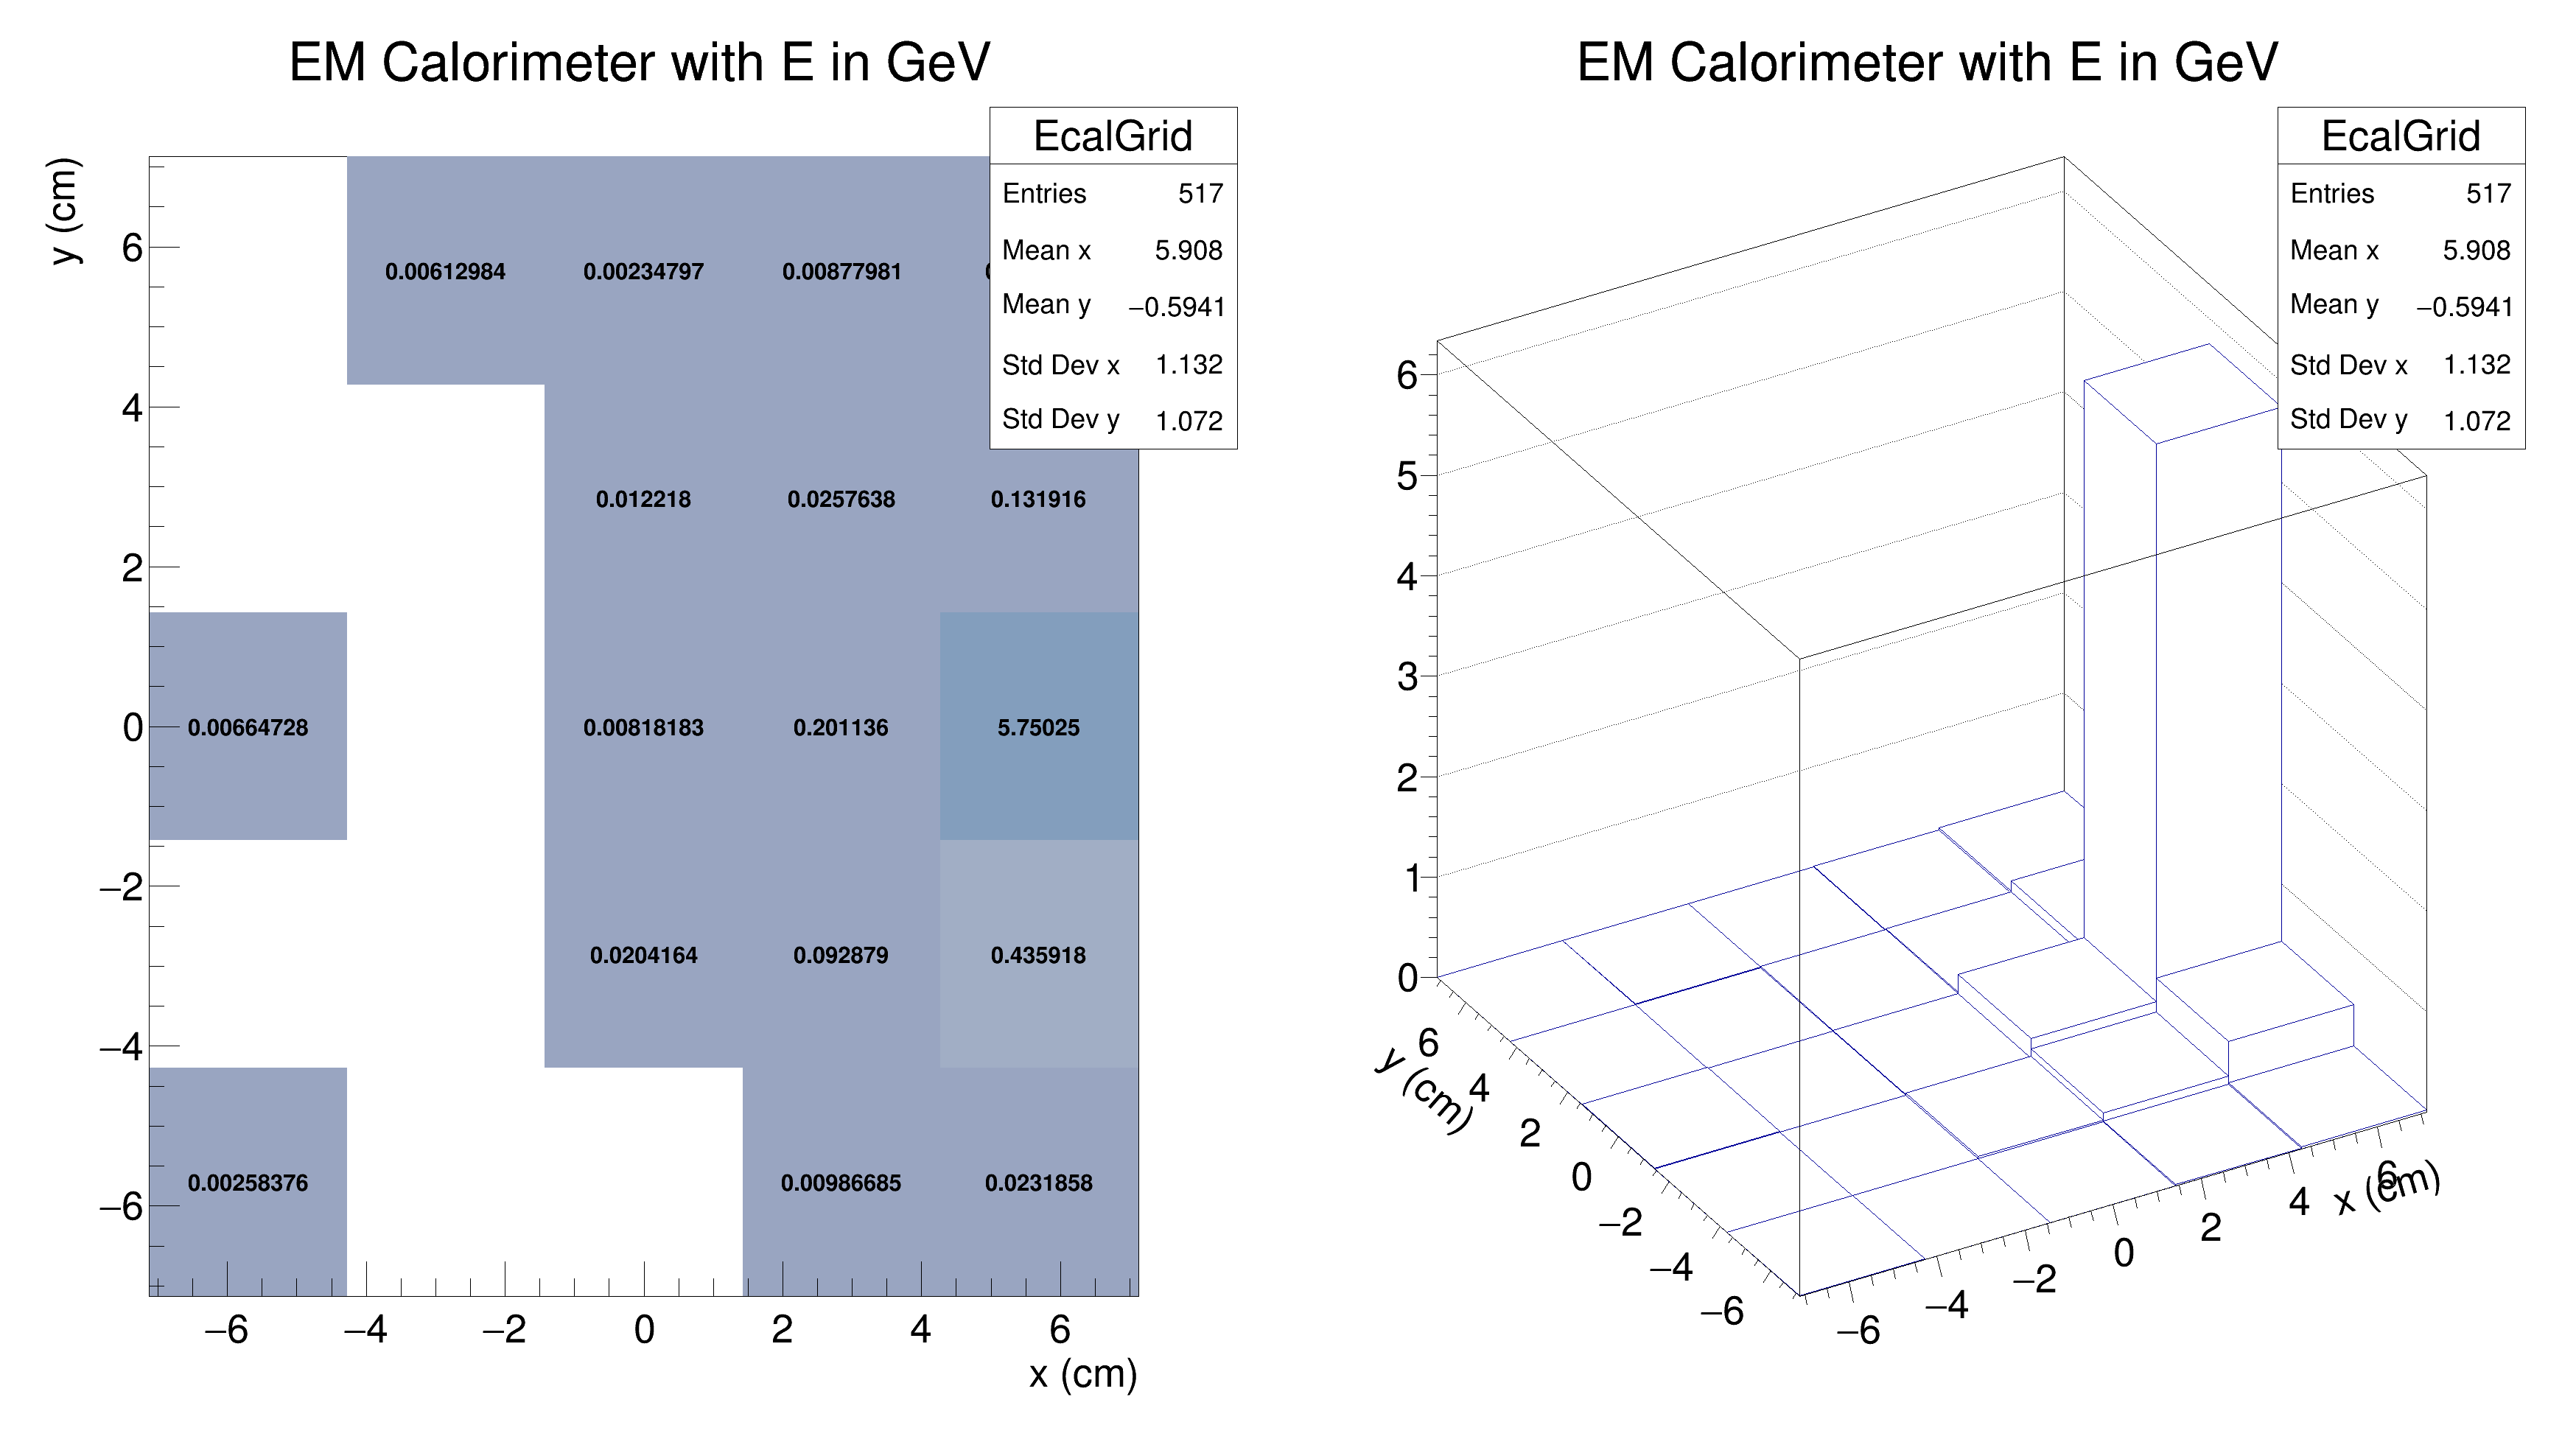 EM Calorimeter with E in GeV
EcalGrid
Entries 517
Mean x 5.908
Mean y −0.5941
Std Dev x 1.132
Std Dev y 1.072
y (cm)
6
4
2
0
−2
−4
−6
0.00612984 0.00234797 0.00877981
0.012218 0.0257638 0.131916
0.00664728 0.00818183 0.201136 5.75025
0.0204164 0.092879 0.435918
0.00258376 0.00986685 0.0231858
−6 −4 −2 0 2 4 6
x (cm)
EM Calorimeter with E in GeV
EcalGrid
Entries 517
Mean x 5.908
Mean y −0.5941
Std Dev x 1.132
Std Dev y 1.072
6
5
4
3
2
1
0
y (cm)
6
4
2
0
−2
−4
−6
−6
−4
−2
0
2
4
6
x (cm)